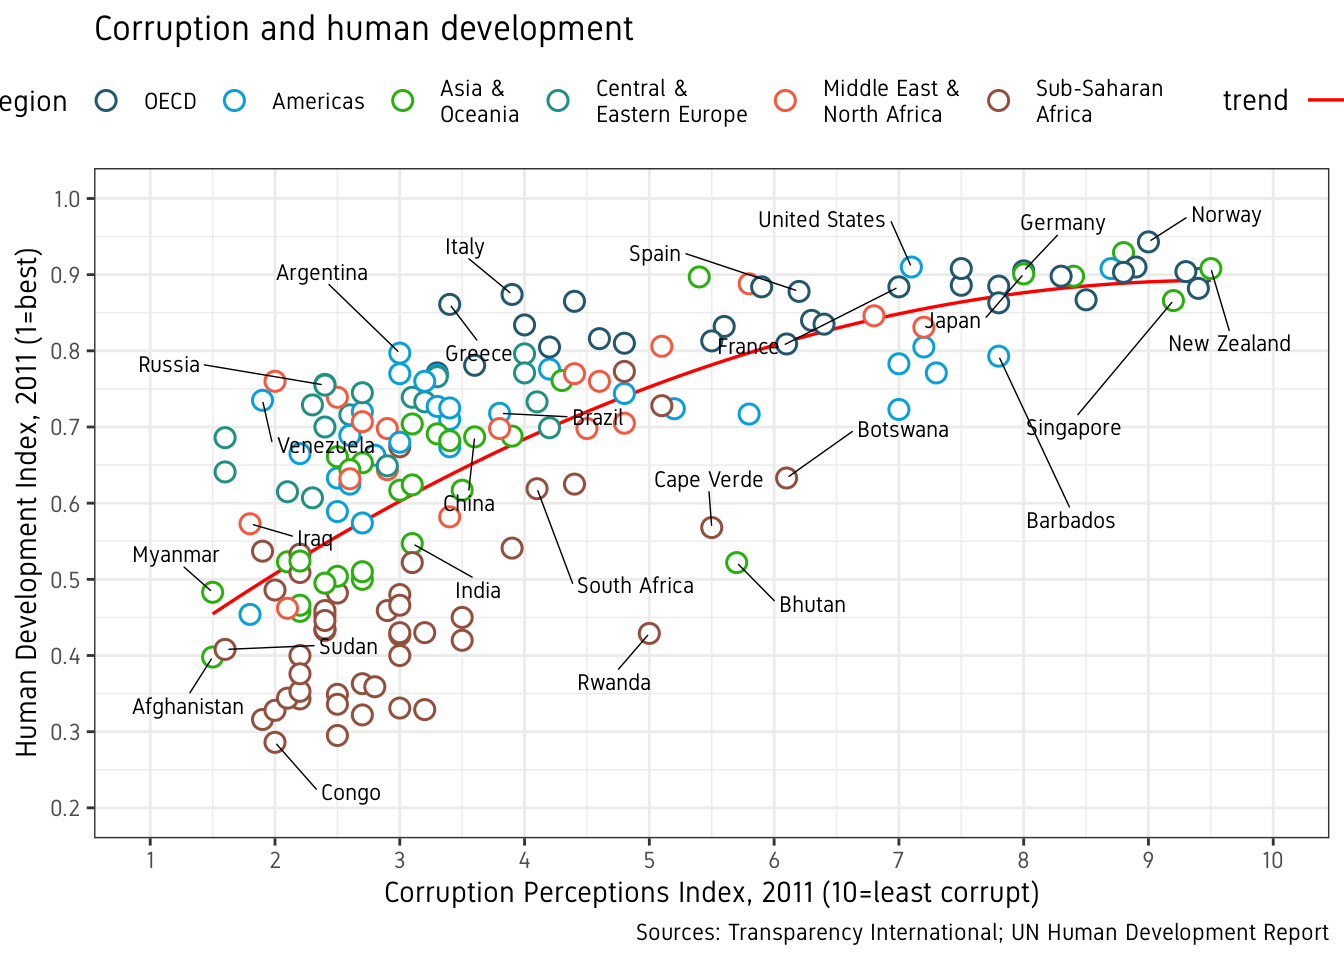 Corruption and human development
egion
OECD
Americas
Asia &
Oceania
Central &
Eastern Europe
Middle East &
North Africa
Sub-Saharan
Africa
trend
Human Development Index, 2011 (1=best)
1.0
0.9
0.8
0.7
0.6
0.5
0.4
0.3
0.2
Norway
United States
Germany
Italy
Spain
Argentina
Japan
New Zealand
France
Greece
Russia
Brazil
Singapore
Botswana
Venezuela
Cape Verde
China
Barbados
Iraq
Myanmar
South Africa
India
Bhutan
Sudan
Rwanda
Afghanistan
Congo
1
2
3
4
5
6
7
8
9
10
Corruption Perceptions Index, 2011 (10=least corrupt)
Sources: Transparency International; UN Human Development Report